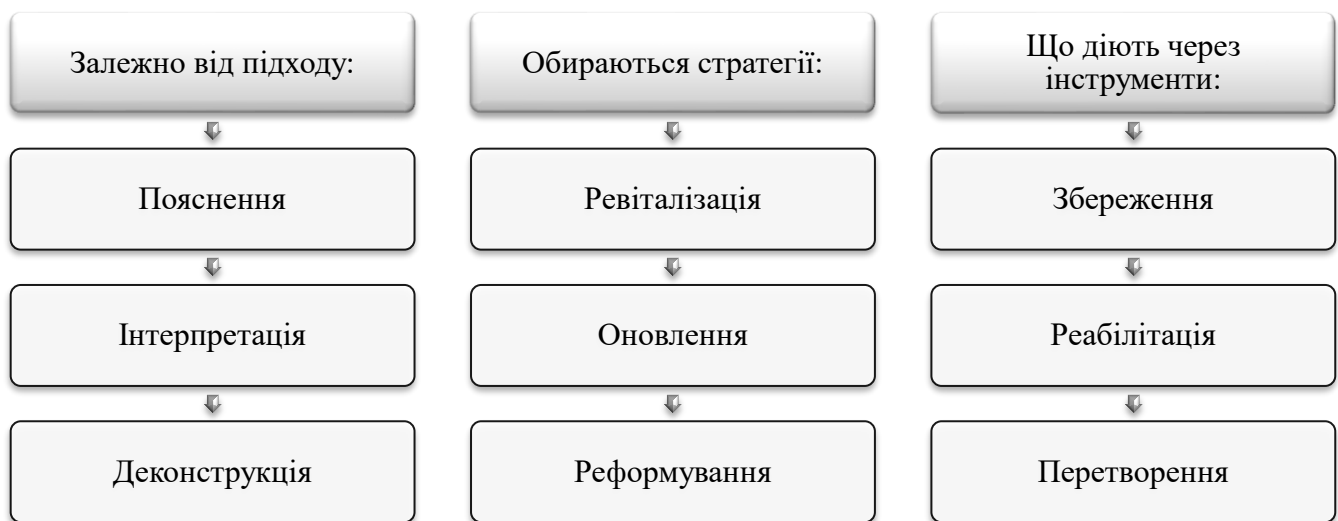 Залежно від підходу:
Пояснення
Інтерпретація
Деконструкція
Обираються стратегії:
Ревіталізація
Оновлення
Реформування
Що діють через
інструменти:
Збереження
Реабілітація
Перетворення